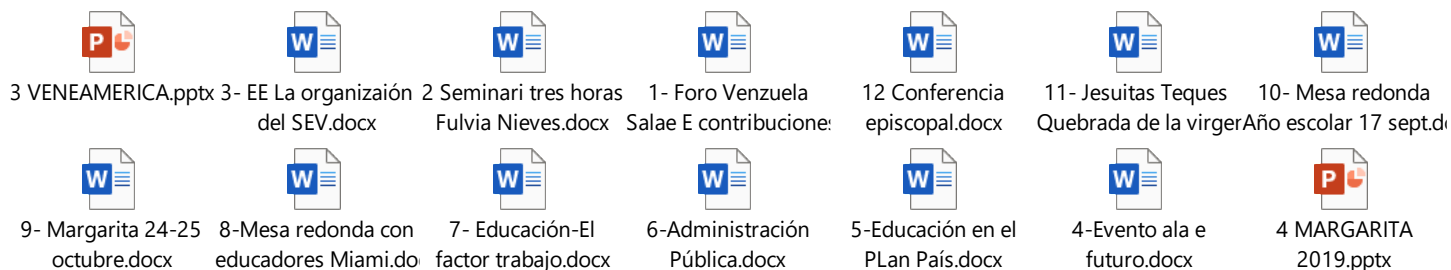 3 VENEAMERICA.pptx
3- EE La organizaión
del SEV.docx
2 Seminari tres horas
Fulvia Nieves.docx
1- Foro Venzuela
Salae E contribuciones
12 Conferencia
episcopal.docx
11- Jesuitas Teques
Quebrada de la virgen
10- Mesa redonda
Año escolar 17 sept.do
9- Margarita 24-25
octubre.docx
8-Mesa redonda con
educadores Miami.do
7- Educación-El
factor trabajo.docx
6-Administración
Pública.docx
5-Educación en el
PLan País.docx
4-Evento ala e
futuro.docx
4 MARGARITA
2019.pptx